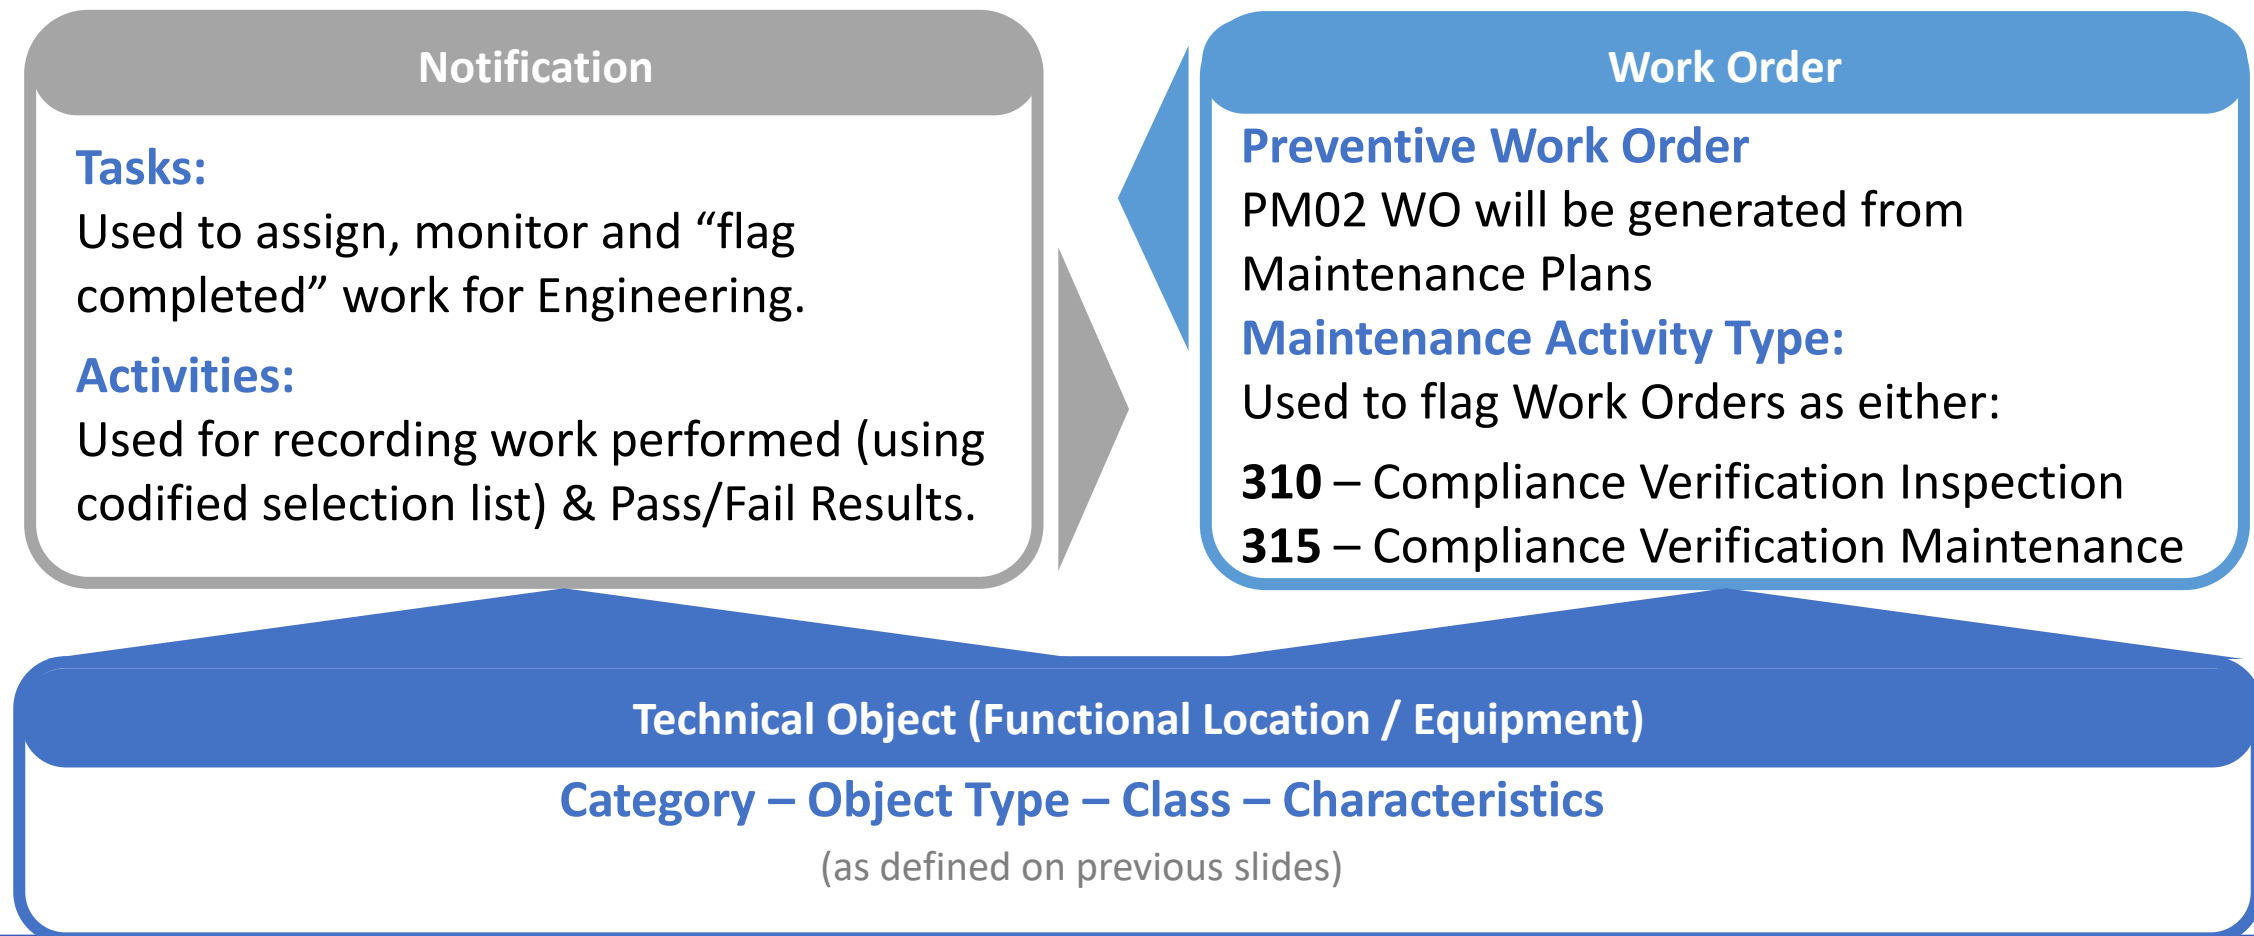 Notification
Tasks:
Used to assign, monitor and “flag
completed” work for Engineering.
Activities:
Used for recording work performed (using
codified selection list) & Pass/Fail Results.
Work Order
Preventive Work Order
PM02 WO will be generated from
Maintenance Plans
Maintenance Activity Type:
Used to flag Work Orders as either:
310 – Compliance Verification Inspection
315 – Compliance Verification Maintenance
Technical Object (Functional Location / Equipment)
Category – Object Type – Class – Characteristics
(as defined on previous slides)